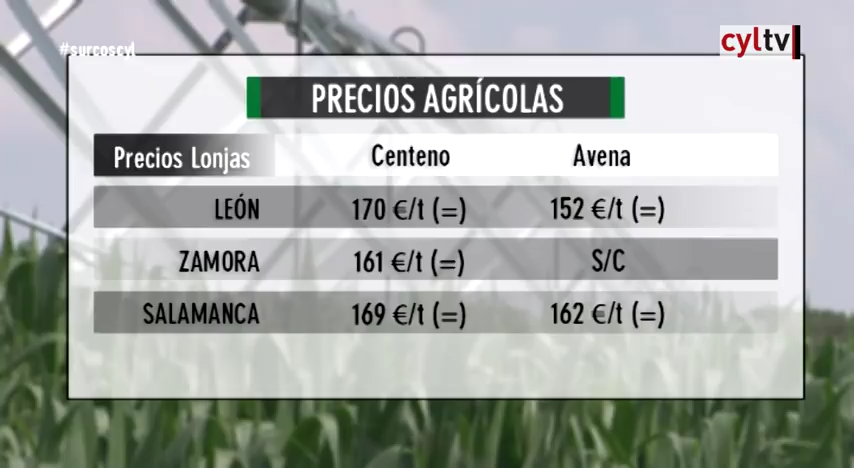 #surcoscyl
cyltv
PRECIOS AGRÍCOLAS
Precios Lonjas Centeno Avena
LEÓN 170 €/t (=) 152 €/t (=)
ZAMORA 161 €/t (=) S/C
SALAMANCA 169 €/t (=) 162 €/t (=)